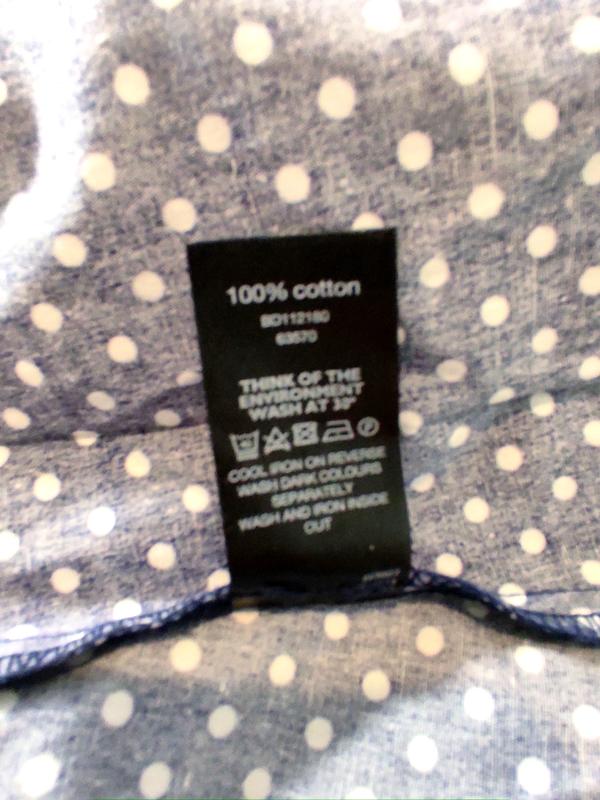 100% cotton
BD112180
63570
THINK OF THE
ENVIRONMENT
WASH AT 30°
COOL IRON ON REVERSE
WASH DARK COLOURS
SEPARATELY
WASH AND IRON INSIDE
OUT